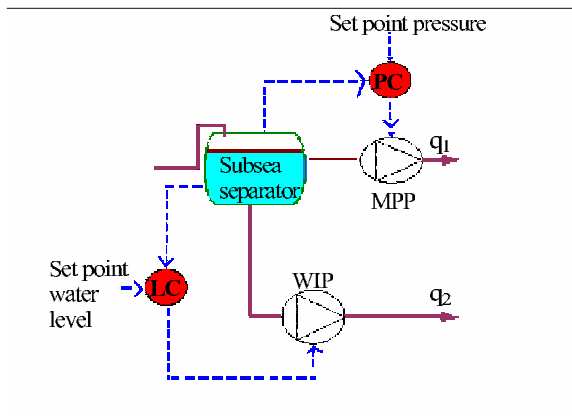 Set point pressure
PC
q1
MPP
Subsea
separator
Set point
water
level
LC
WIP
q2